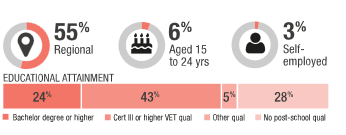 55% Regional
6% Aged 15 to 24 yrs
3% Self-employed
EDUCATIONAL ATTAINMENT
24% 43% 5% 28%
Bachelor degree or higher Cert III or higher VET qual Other qual No post-school qual